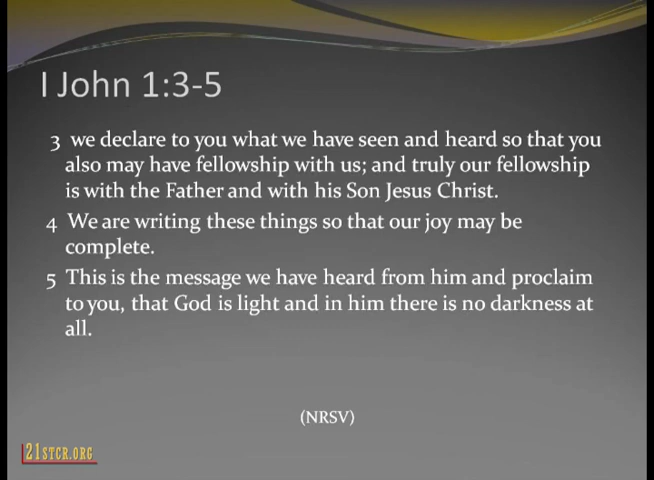 I John 1:3-5
3 we declare to you what we have seen and heard so that you
also may have fellowship with us; and truly our fellowship
is with the Father and with his Son Jesus Christ.
4 We are writing these things so that our joy may be
complete.
5 This is the message we have heard from him and proclaim
to you, that God is light and in him there is no darkness at
all.
(NRSV)
21STCR.ORG